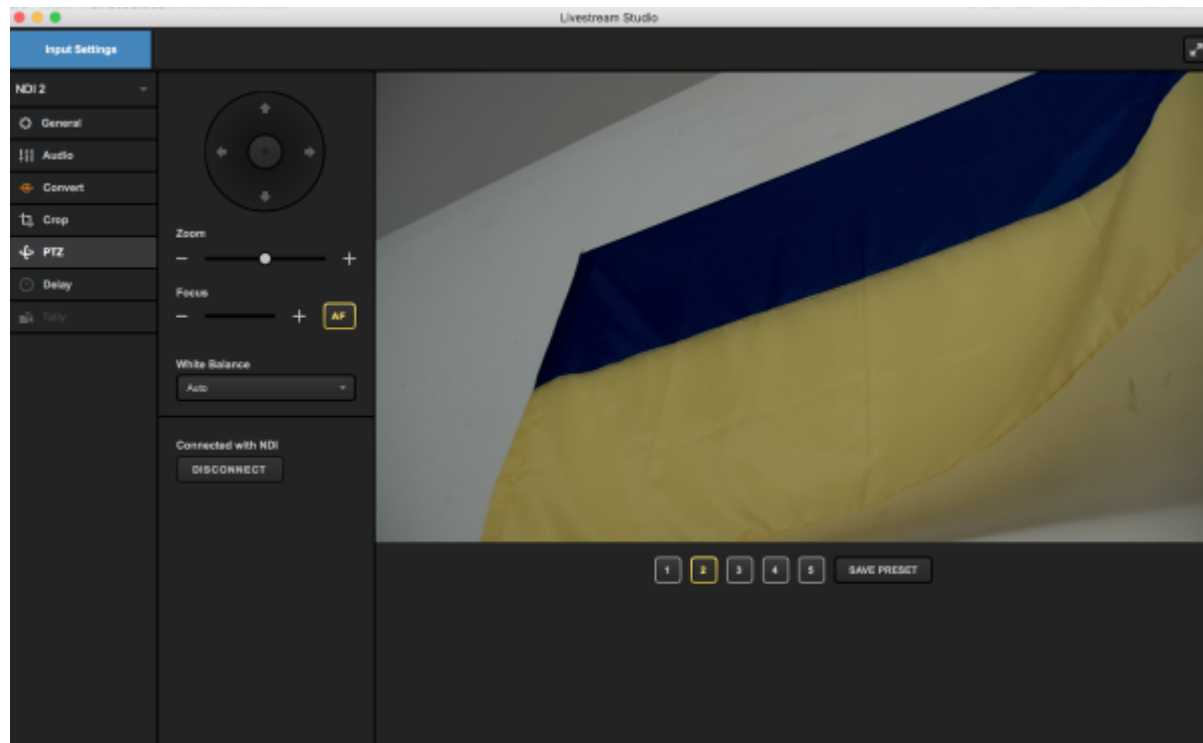 Livestream Studio
Input Settings
NDI 2
General
Audio
Convert
Crop
PTZ
Delay
Tally
Zoom
Focus
AF
White Balance
Auto
Connected with NDI
DISCONNECT
1 2 3 4 5 SAVE PRESET